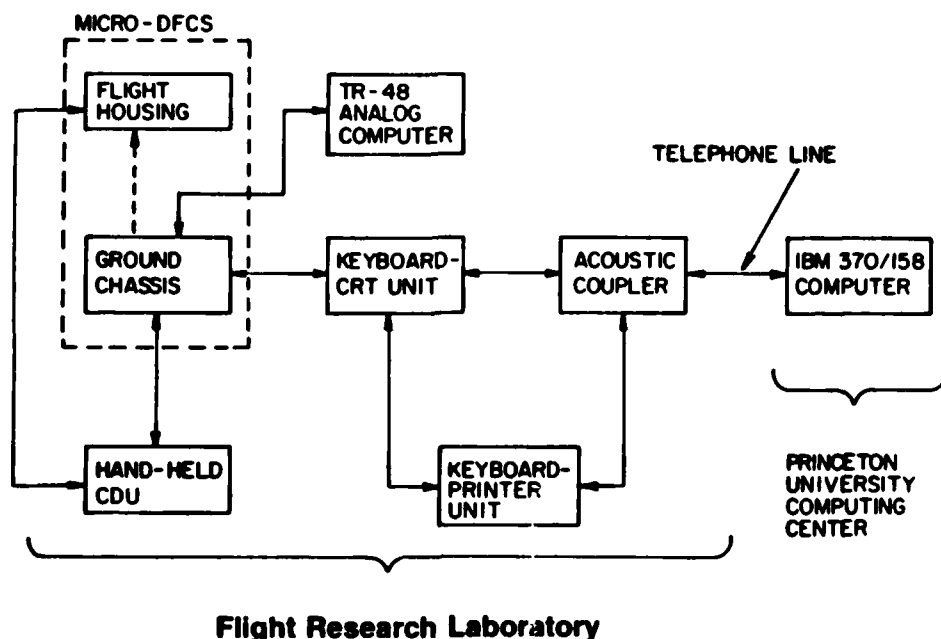 MICRO-DFCS
FLIGHT
HOUSING
TR-48
ANALOG
COMPUTER
TELEPHONE LINE
GROUND
CHASSIS
KEYBOARD-
CRT UNIT
ACOUSTIC
COUPLER
IBM 370/158
COMPUTER
HAND-HELD
CDU
KEYBOARD-
PRINTER
UNIT
PRINCETON
UNIVERSITY
COMPUTING
CENTER
Flight Research Laboratory